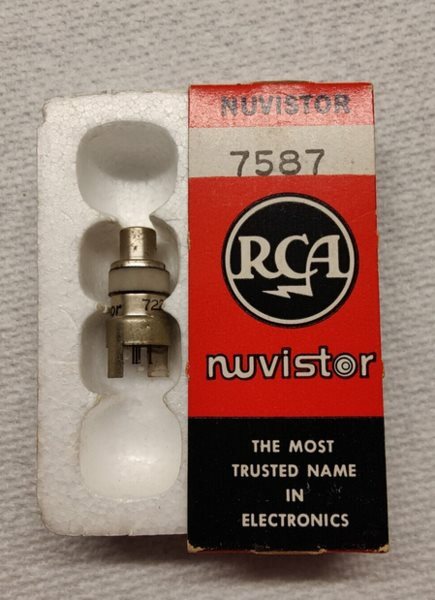 NUVISTOR
7587
RCA
nuvistor
THE MOST
TRUSTED NAME
IN
ELECTRONICS